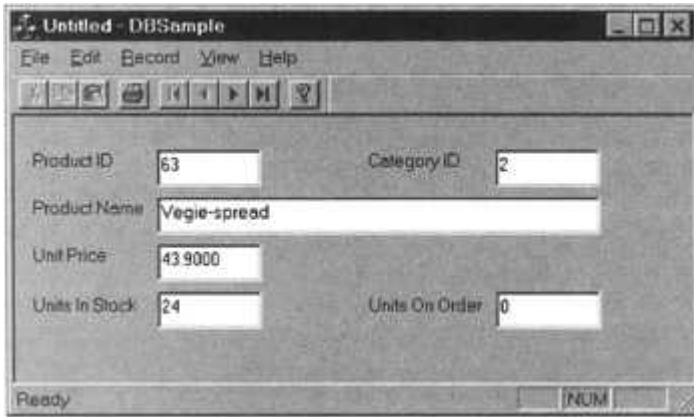 Untitled - DBSample
File Edit Record View Help
Product ID 63 Category ID 2
Product Name Vegie-spread
Unit Price 43.9000
Units In Stock 24 Units On Order 0
Ready NUM